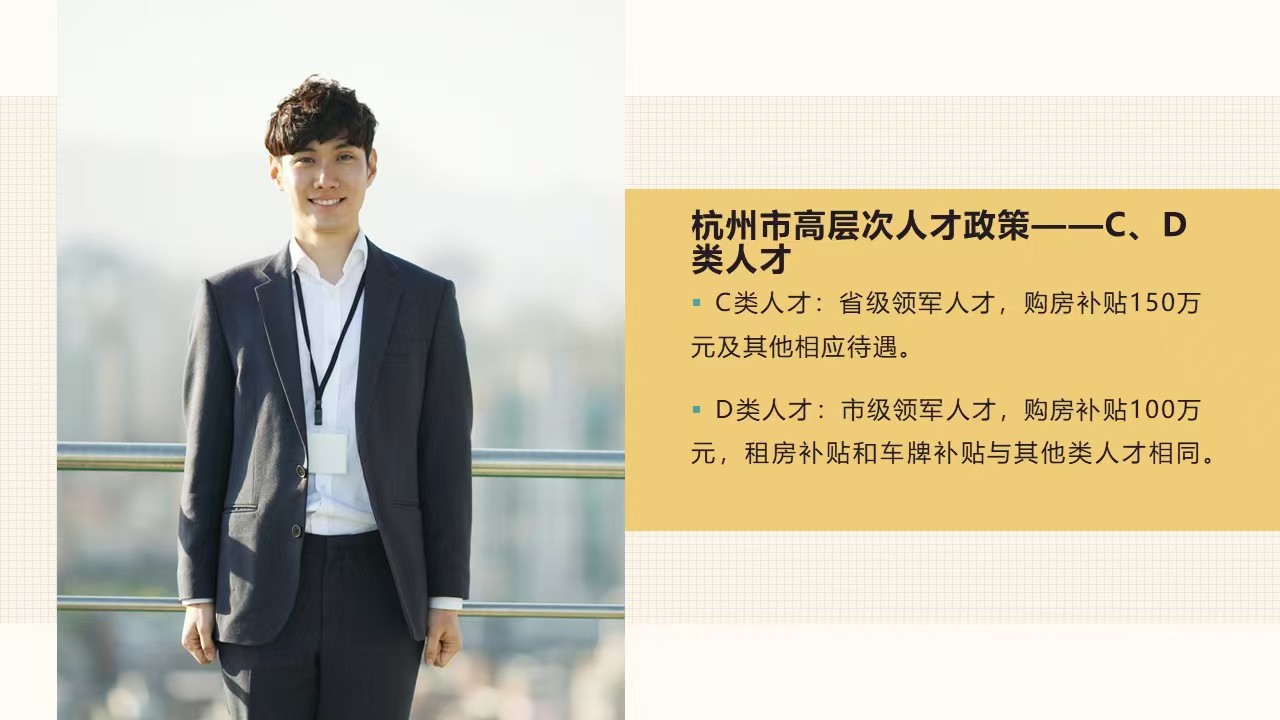 杭州市高层次人才政策——C、D
类人才
▪ C类人才：省级领军人才，购房补贴150万
元及其他相应待遇。
▪ D类人才：市级领军人才，购房补贴100万
元，租房补贴和车牌补贴与其他类人才相同。